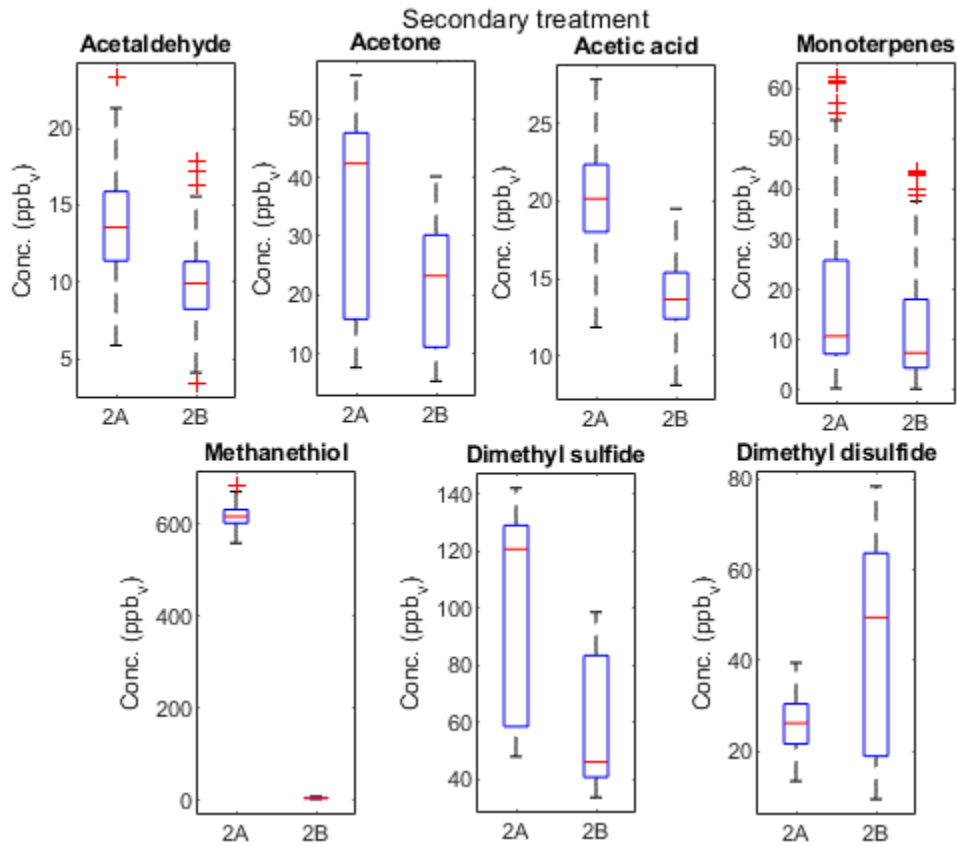 Secondary treatment
Acetaldehyde
Conc. (ppbv)
20
15
10
5
2A 2B
Acetone
Conc. (ppbv)
50
40
30
20
10
2A 2B
Acetic acid
Conc. (ppbv)
25
20
15
10
2A 2B
Monoterpenes
Conc. (ppbv)
60
50
40
30
20
10
0
2A 2B
Methanethiol
Conc. (ppbv)
600
400
200
0
2A 2B
Dimethyl sulfide
Conc. (ppbv)
140
120
100
80
60
40
2A 2B
Dimethyl disulfide
Conc. (ppbv)
80
60
40
20
2A 2B